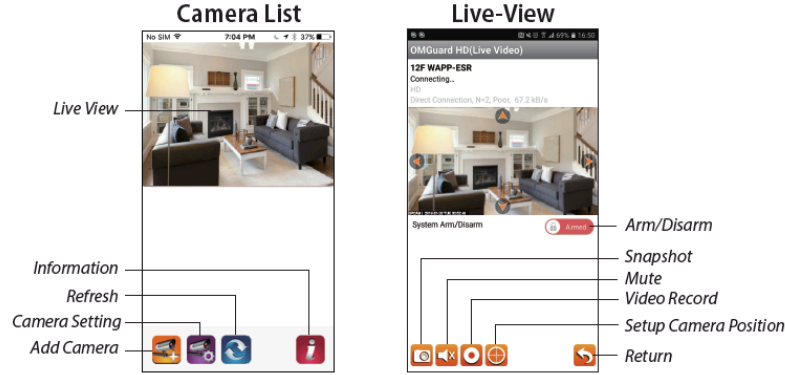 Camera List
No SIM 7:04 PM 37%
Live View
Information
Refresh
Camera Setting
Add Camera
i
Live-View
69% 16:50
OMGuard HD(Live Video)
12F WAPP-ESR
Connecting..
HD
Direct Connection, N=2, Poor, 67.2 kB/s
System Arm/Disarm
Armed
Arm/Disarm
Snapshot
Mute
Video Record
Setup Camera Position
Return